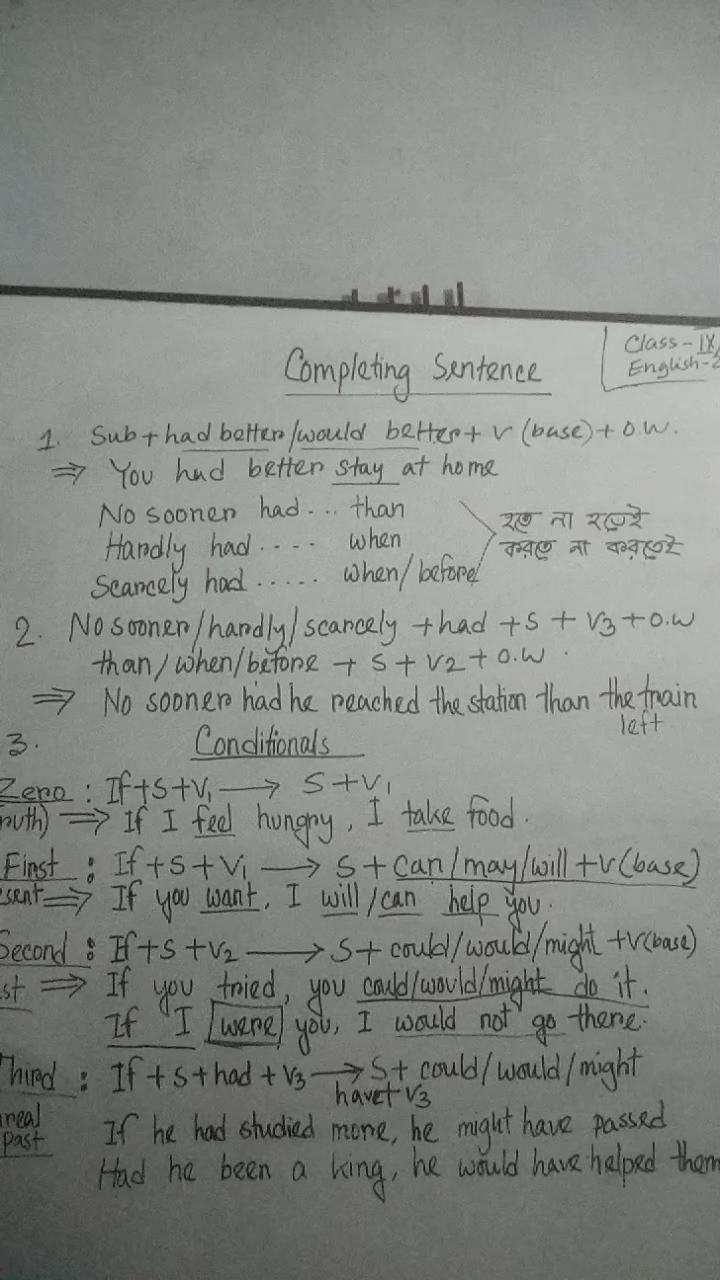 Class-IX
English-2
Completing Sentence
1. Sub + had better/would better + v (base) + o.w.
⇒ You had better stay at home
No sooner had... than
Hardly had.... when
Scarcely had..... when/before
হতে না হতেই
করতে না করতেই
2. No sooner/hardly/scarcely + had + s + v3 + o.w
than/when/before + s + v2 + o.w.
⇒ No sooner had he reached the station than the train
left.
3. Conditionals
Zero : If+s+v1 ⟶ s+v1
ruth) ⇒ If I feel hungry, I take food.
First : If+s+v1 ⟶ s+can/may/will+v(base)
sent ⇒ If you want, I will/can help you.
Second : If+s+v2 ⟶ s+could/would/might+v(base)
st ⇒ If you tried, you could/would/might do it.
If I were you, I would not go there.
Third : If+s+had+v3 ⟶ s+could/would/might
have+v3
nreal If he had studied more, he might have passed
past
Had he been a king, he would have helped them